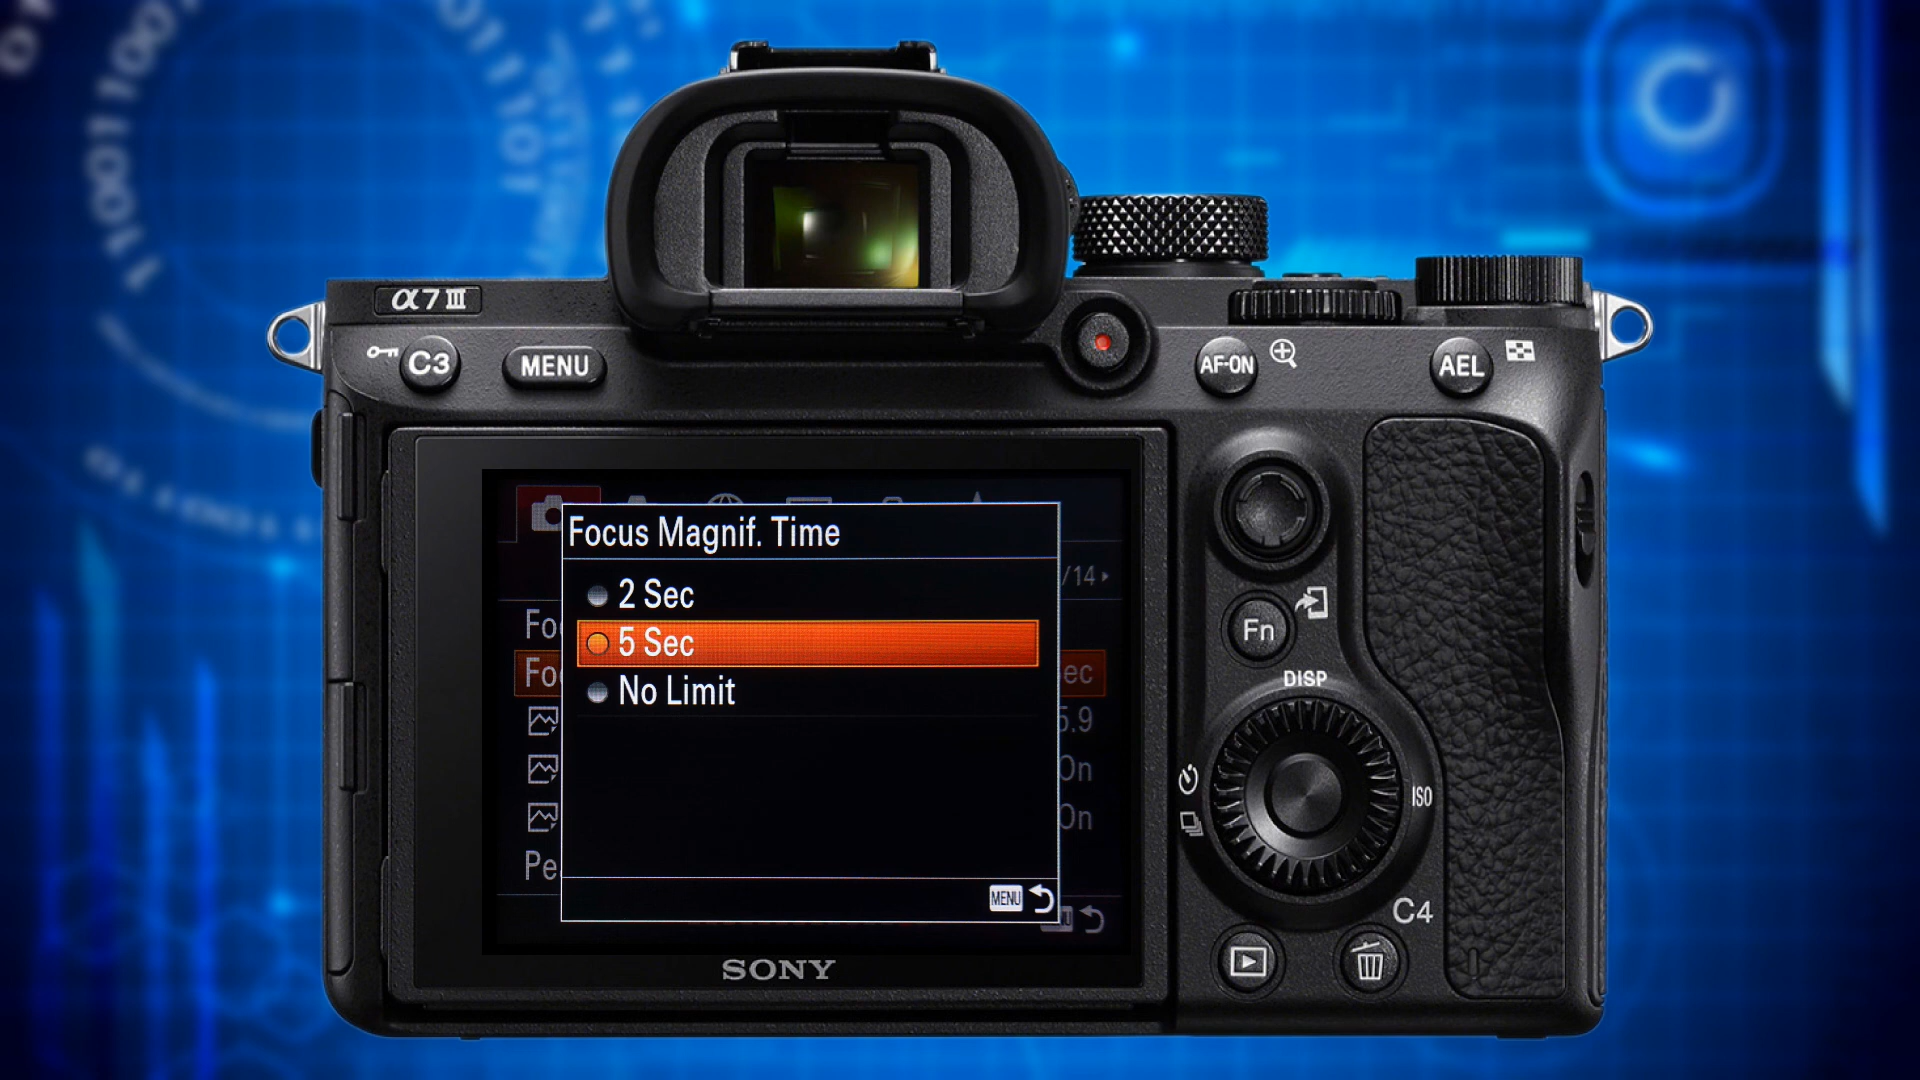 α7III
C3
MENU
AF-ON
AEL
Focus Magnif. Time
/14
2 Sec
Fo
5 Sec
Fo
ec
No Limit
5.9
On
On
Pe
MENU
SONY
Fn
DISP
ISO
C4